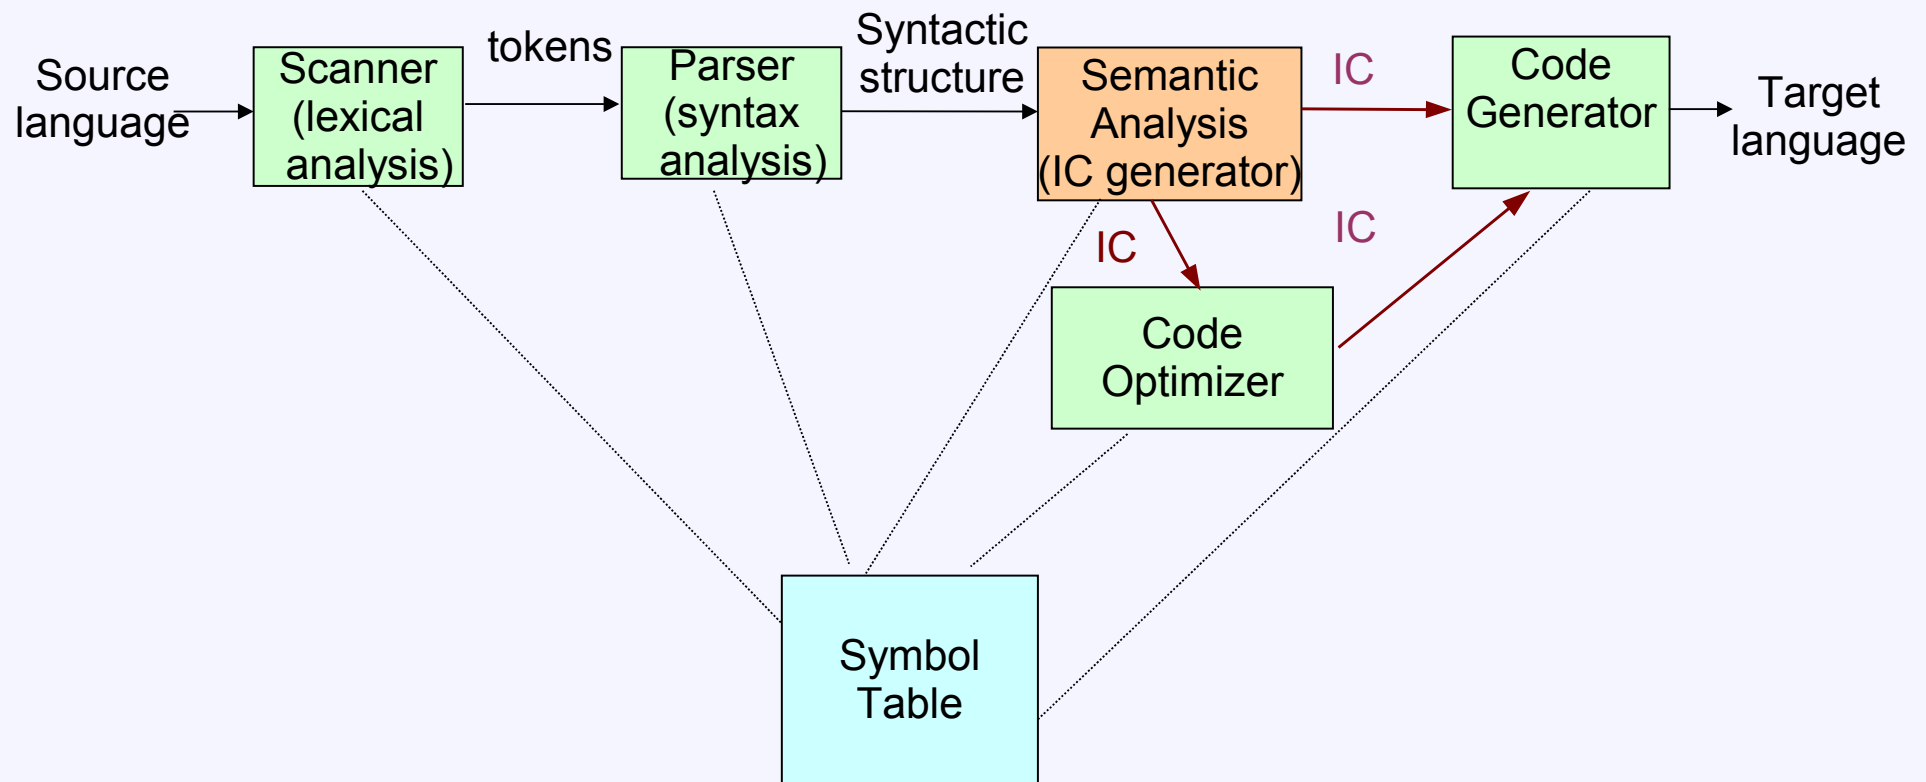 Source
language
Scanner
(lexical
analysis)
tokens
Parser
(syntax
analysis)
Syntactic
structure
Semantic
Analysis
(IC generator)
IC
Code
Generator
Target
language
IC
IC
Code
Optimizer
Symbol
Table